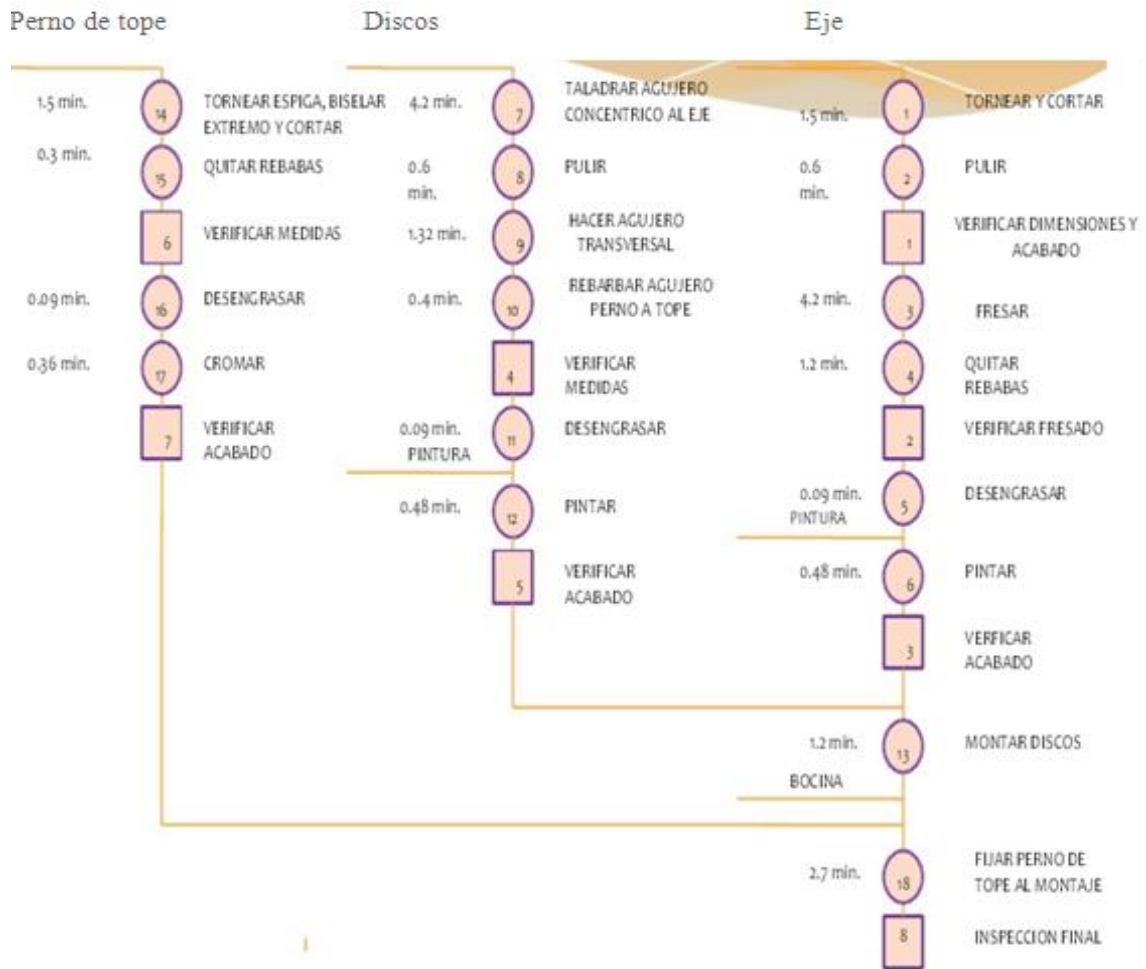 Perno de tope
Discos
Eje
1.5 min.
14
TORNEAR ESPIGA, BISELAR
EXTREMO Y CORTAR
0.3 min.
15
QUITAR REBABAS
6
VERIFICAR MEDIDAS
0.09 min.
16
DESENGRASAR
0.36 min.
17
CROMAR
7
VERIFICAR
ACABADO
4.2 min.
7
TALADRAR AGUJERO
CONCENTRICO AL EJE
0.6
min.
8
PULIR
1.32 min.
9
HACER AGUJERO
TRANSVERSAL
0.4 min.
10
REBARBAR AGUJERO
PERNO A TOPE
4
VERIFICAR
MEDIDAS
0.09 min.
11
DESENGRASAR
PINTURA
0.48 min.
12
PINTAR
5
VERIFICAR
ACABADO
1.5 min.
1
TORNEAR Y CORTAR
0.6
min.
2
PULIR
1
VERIFICAR DIMENSIONES Y
ACABADO
4.2 min.
3
FRESAR
1.2 min.
4
QUITAR
REBABAS
2
VERIFICAR FRESADO
0.09 min.
5
DESENGRASAR
PINTURA
0.48 min.
6
PINTAR
3
VERFICAR
ACABADO
1.2 min.
13
MONTAR DISCOS
BOCINA
2.7 min.
18
FIJAR PERNO DE
TOPE AL MONTAJE
8
INSPECCION FINAL